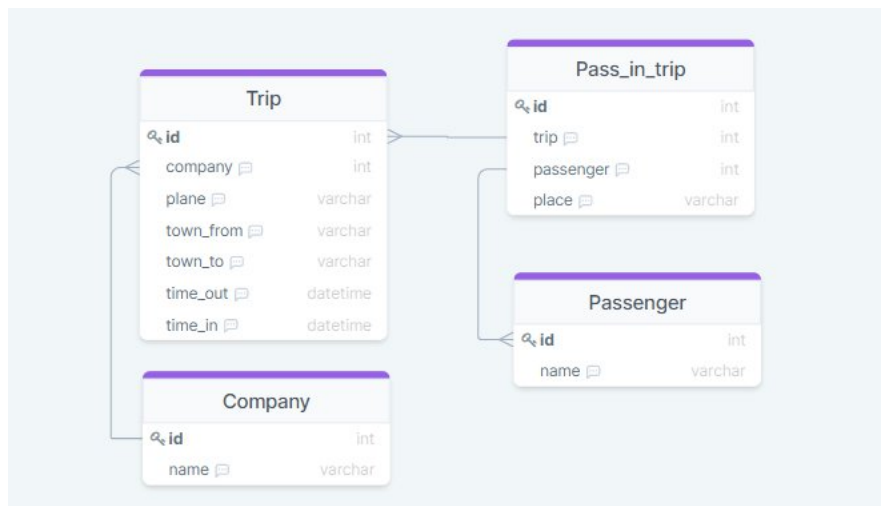 Trip
id int
company int
plane varchar
town_from varchar
town_to varchar
time_out datetime
time_in datetime
Company
id int
name varchar
Pass_in_trip
id int
trip int
passenger int
place varchar
Passenger
id int
name varchar